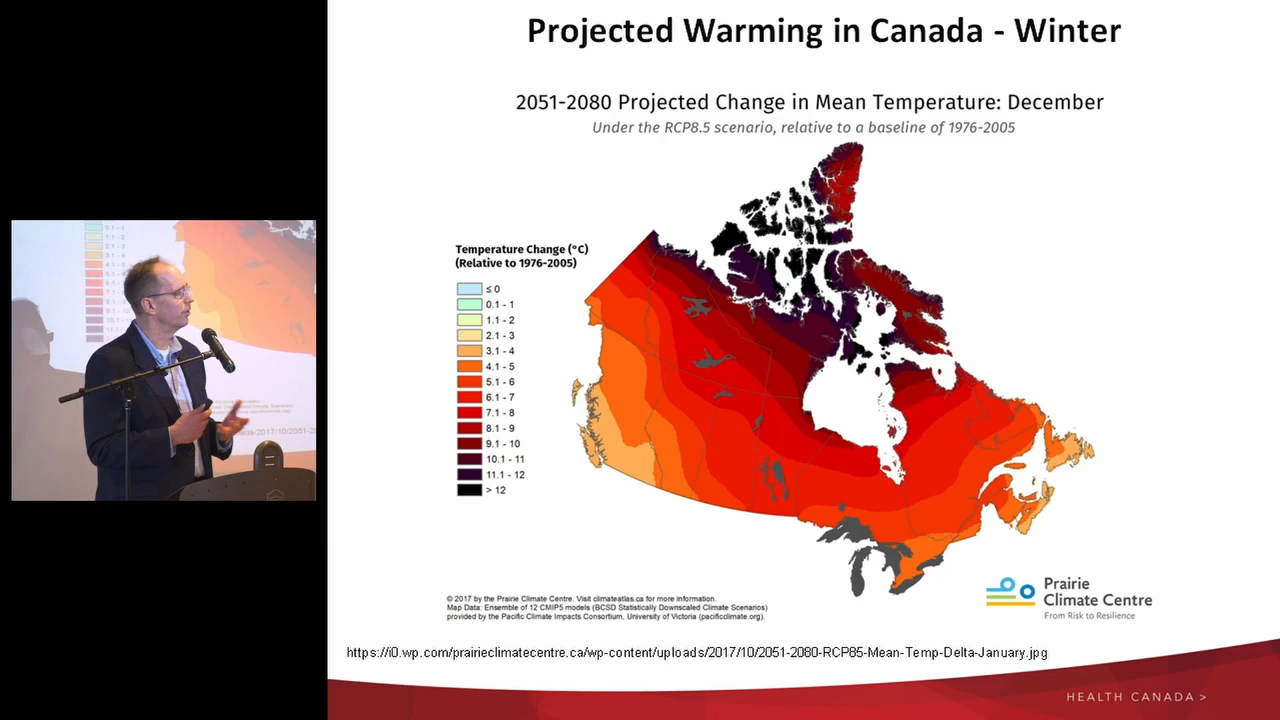 Projected Warming in Canada - Winter
2051-2080 Projected Change in Mean Temperature: December
Under the RCP8.5 scenario, relative to a baseline of 1976-2005
Temperature Change (°C)
(Relative to 1976-2005)
≤ 0
0.1 - 1
1.1 - 2
2.1 - 3
3.1 - 4
4.1 - 5
5.1 - 6
6.1 - 7
7.1 - 8
8.1 - 9
9.1 - 10
10.1 - 11
11.1 - 12
> 12
© 2017 by the Prairie Climate Centre. Visit climateatlas.ca for more information.
Map Data: Ensemble of 12 CMIP5 models (BCSD Statistically Downscaled Climate Scenarios)
provided by the Pacific Climate Impacts Consortium, University of Victoria (pacificclimate.org).
Prairie
Climate Centre
From Risk to Resilience
https://i0.wp.com/prairieclimatecentre.ca/wp-content/uploads/2017/10/2051-2080-RCP85-Mean-Temp-Delta-January.jpg
HEALTH CANADA >